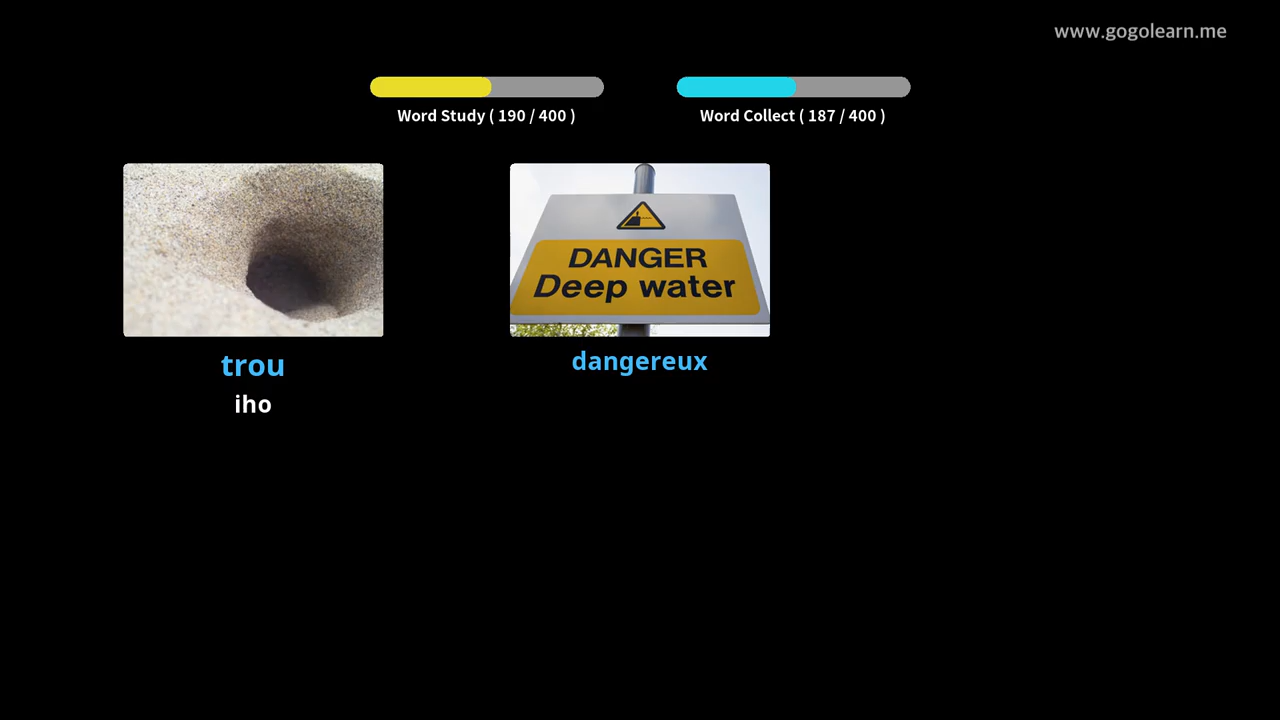 www.gogolearn.me
Word Study ( 190 / 400 )
Word Collect ( 187 / 400 )
DANGER
Deep water
trou
iho
dangereux